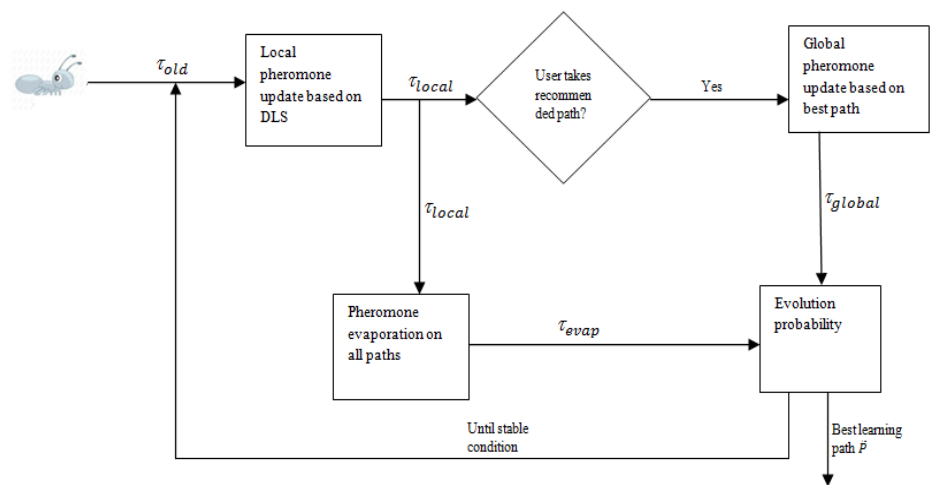 τ_old
Local
pheromone
update based on
DLS
τ_local
User takes
recommen
ded path?
Yes
Global
pheromone
update based on
best path
τ_local
τ_global
Pheromone
evaporation on
all paths
τ_evap
Evolution
probability
Until stable
condition
Best learning
path P̈